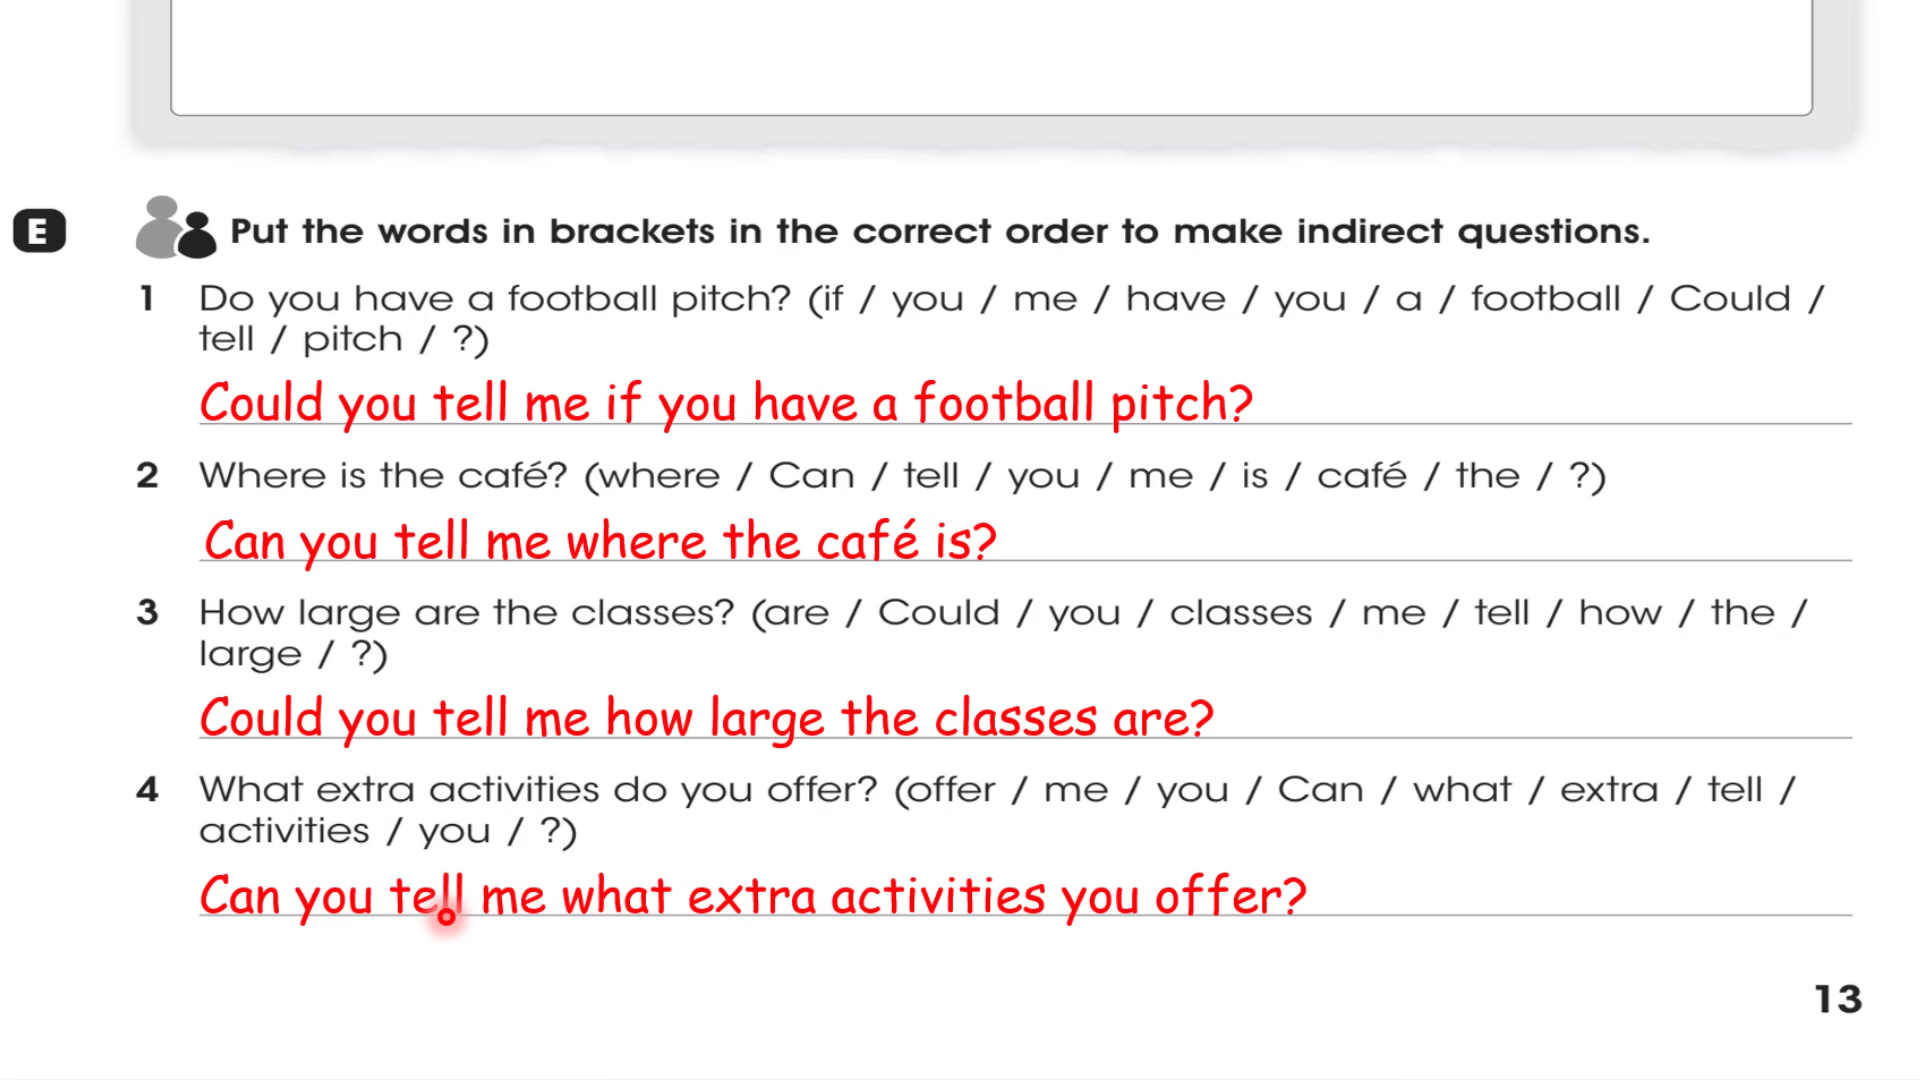 E Put the words in brackets in the correct order to make indirect questions.
1 Do you have a football pitch? (if / you / me / have / you / a / football / Could /
tell / pitch / ?)
Could you tell me if you have a football pitch?
2 Where is the café? (where / Can / tell / you / me / is / café / the / ?)
Can you tell me where the café is?
3 How large are the classes? (are / Could / you / classes / me / tell / how / the /
large / ?)
Could you tell me how large the classes are?
4 What extra activities do you offer? (offer / me / you / Can / what / extra / tell /
activities / you / ?)
Can you tell me what extra activities you offer?
13